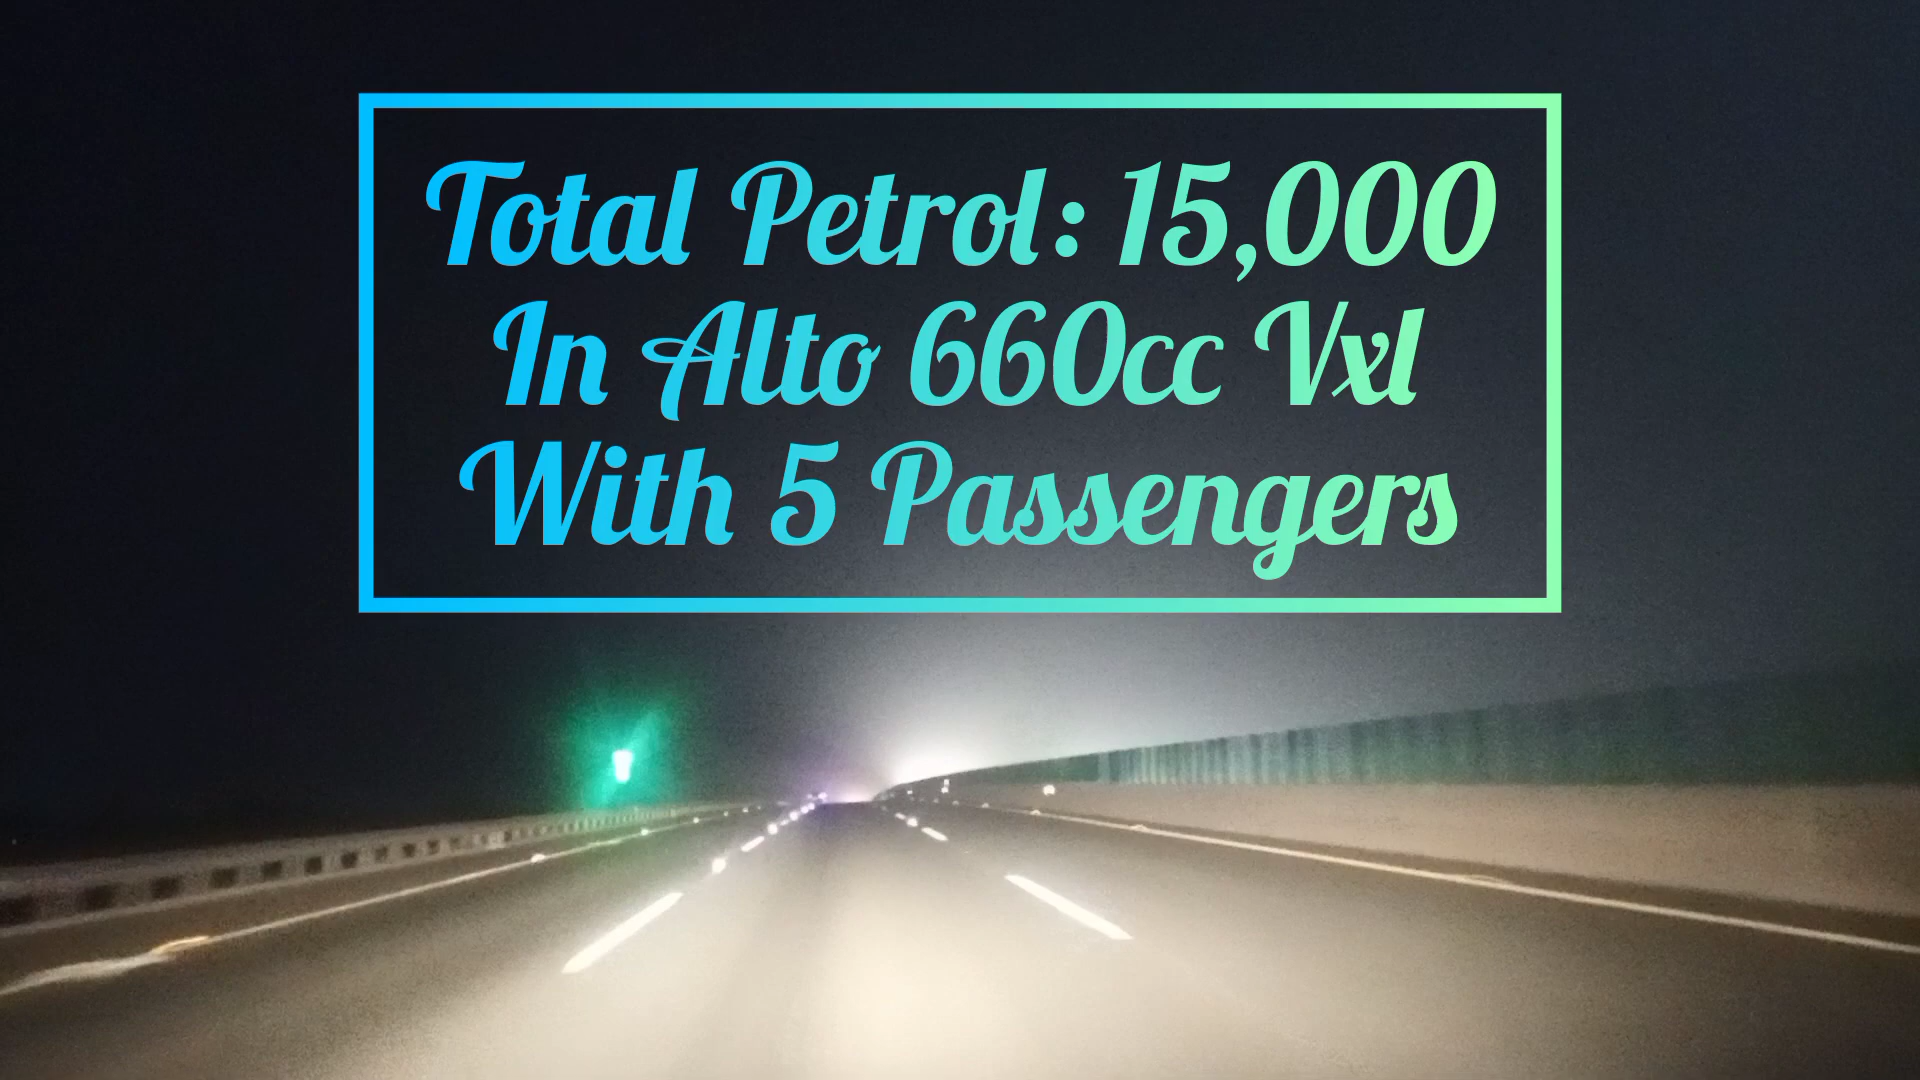 Total Petrol: 15,000
In Alto 660cc Vxl
With 5 Passengers